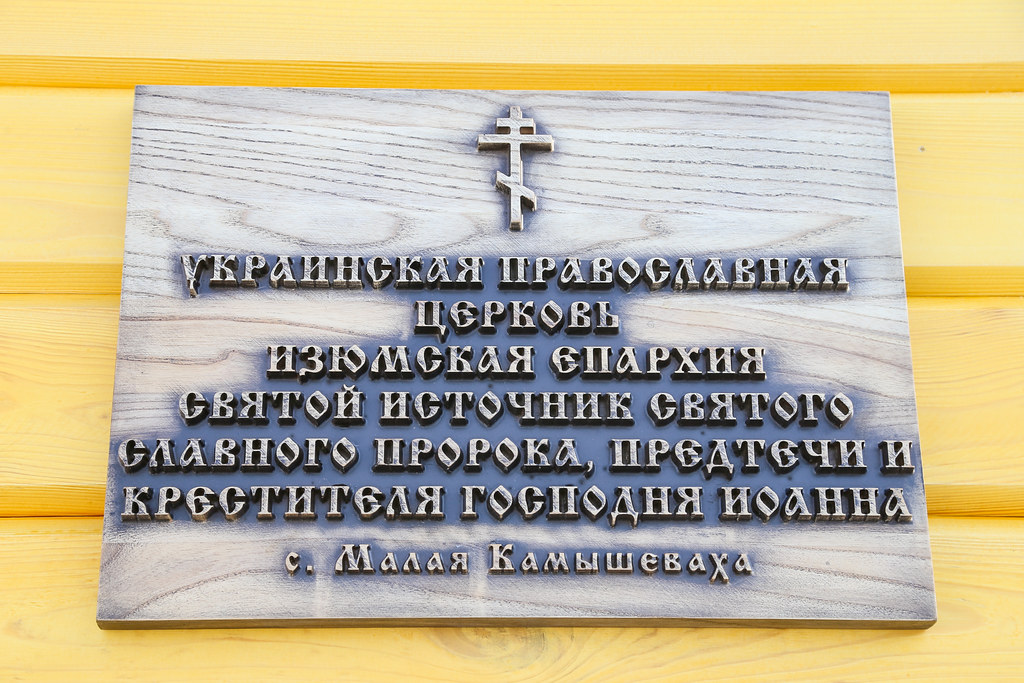 УКРАИНСКАЯ ПРАВОСЛАВНАЯ
ЦЕРКОВЬ
ИЗЮМСКАЯ ЕПАРХИЯ
СВЯТОЙ ИСТОЧНИК СВЯТОГО
СЛАВНОГО ПРОРОКА, ПРЕДТЕЧИ И
КРЕСТИТЕЛЯ ГОСПОДНЯ ИОАННА
с. Малая Камышеваха